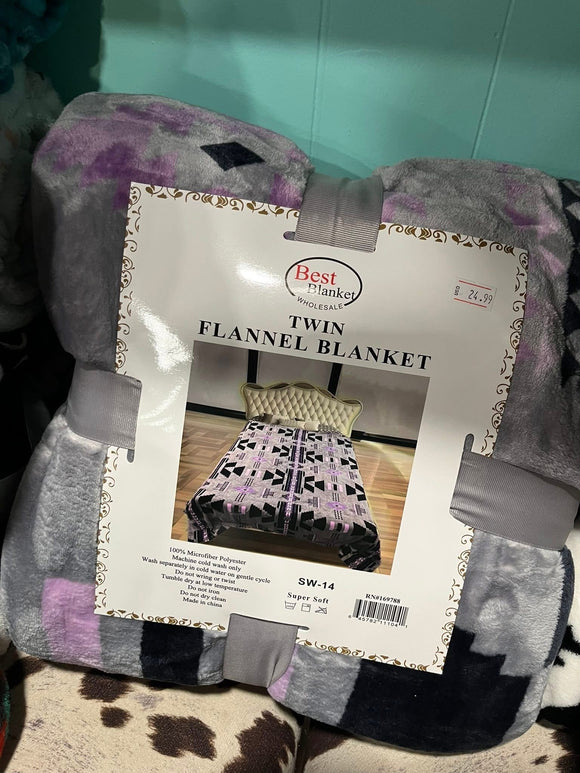 Best
Blanket
WHOLESALE
B 24.99
TWIN
FLANNEL BLANKET
100% Microfiber Polyester
Machine cold wash only
Wash separately in cold water on gentle cycle
Do not wring or twist
Tumble dry at low temperature
Do not iron
Do not dry clean
Made in china
SW-14
Super Soft
RN#169788